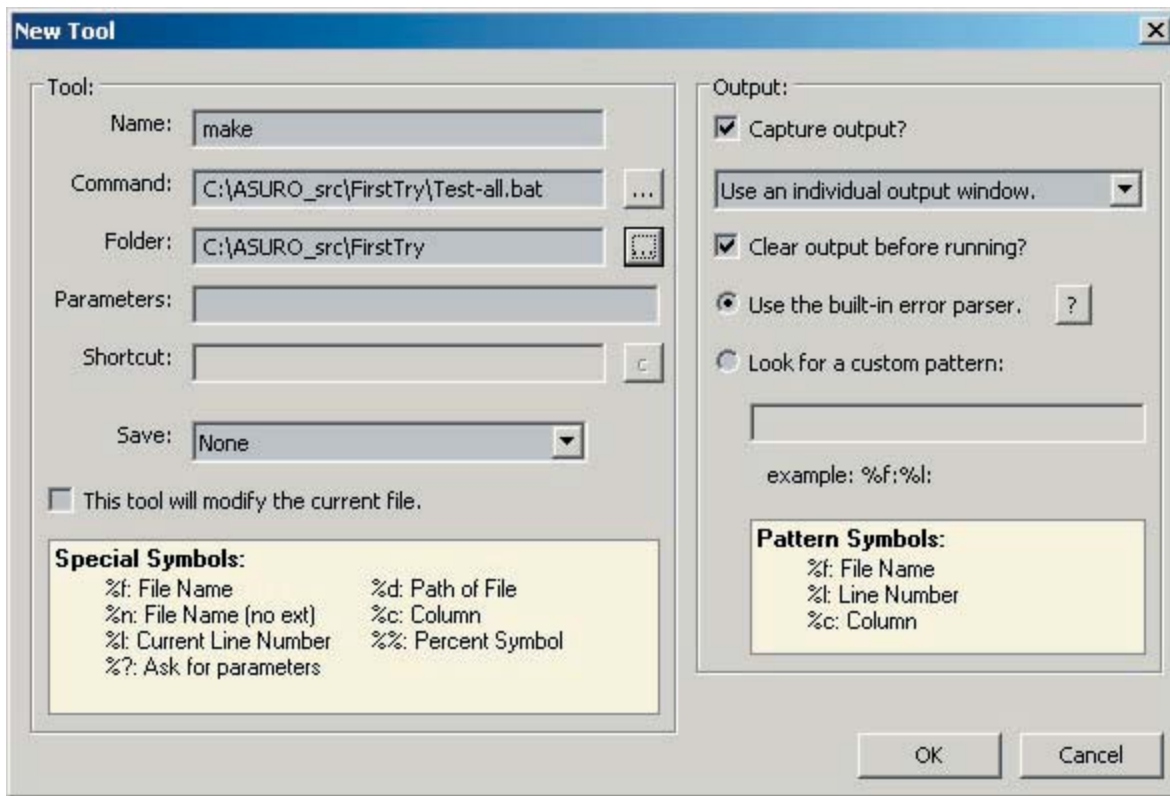 New Tool
Tool:
Name: make
Command: C:\ASURO_src\FirstTry\Test-all.bat ...
Folder: C:\ASURO_src\FirstTry ...
Parameters:
Shortcut: c
Save: None
This tool will modify the current file.
Special Symbols:
%f: File Name %d: Path of File
%n: File Name (no ext) %c: Column
%l: Current Line Number %%: Percent Symbol
%?: Ask for parameters
Output:
Capture output?
Use an individual output window.
Clear output before running?
Use the built-in error parser. ?
Look for a custom pattern:
example: %f:%l:
Pattern Symbols:
%f: File Name
%l: Line Number
%c: Column
OK Cancel